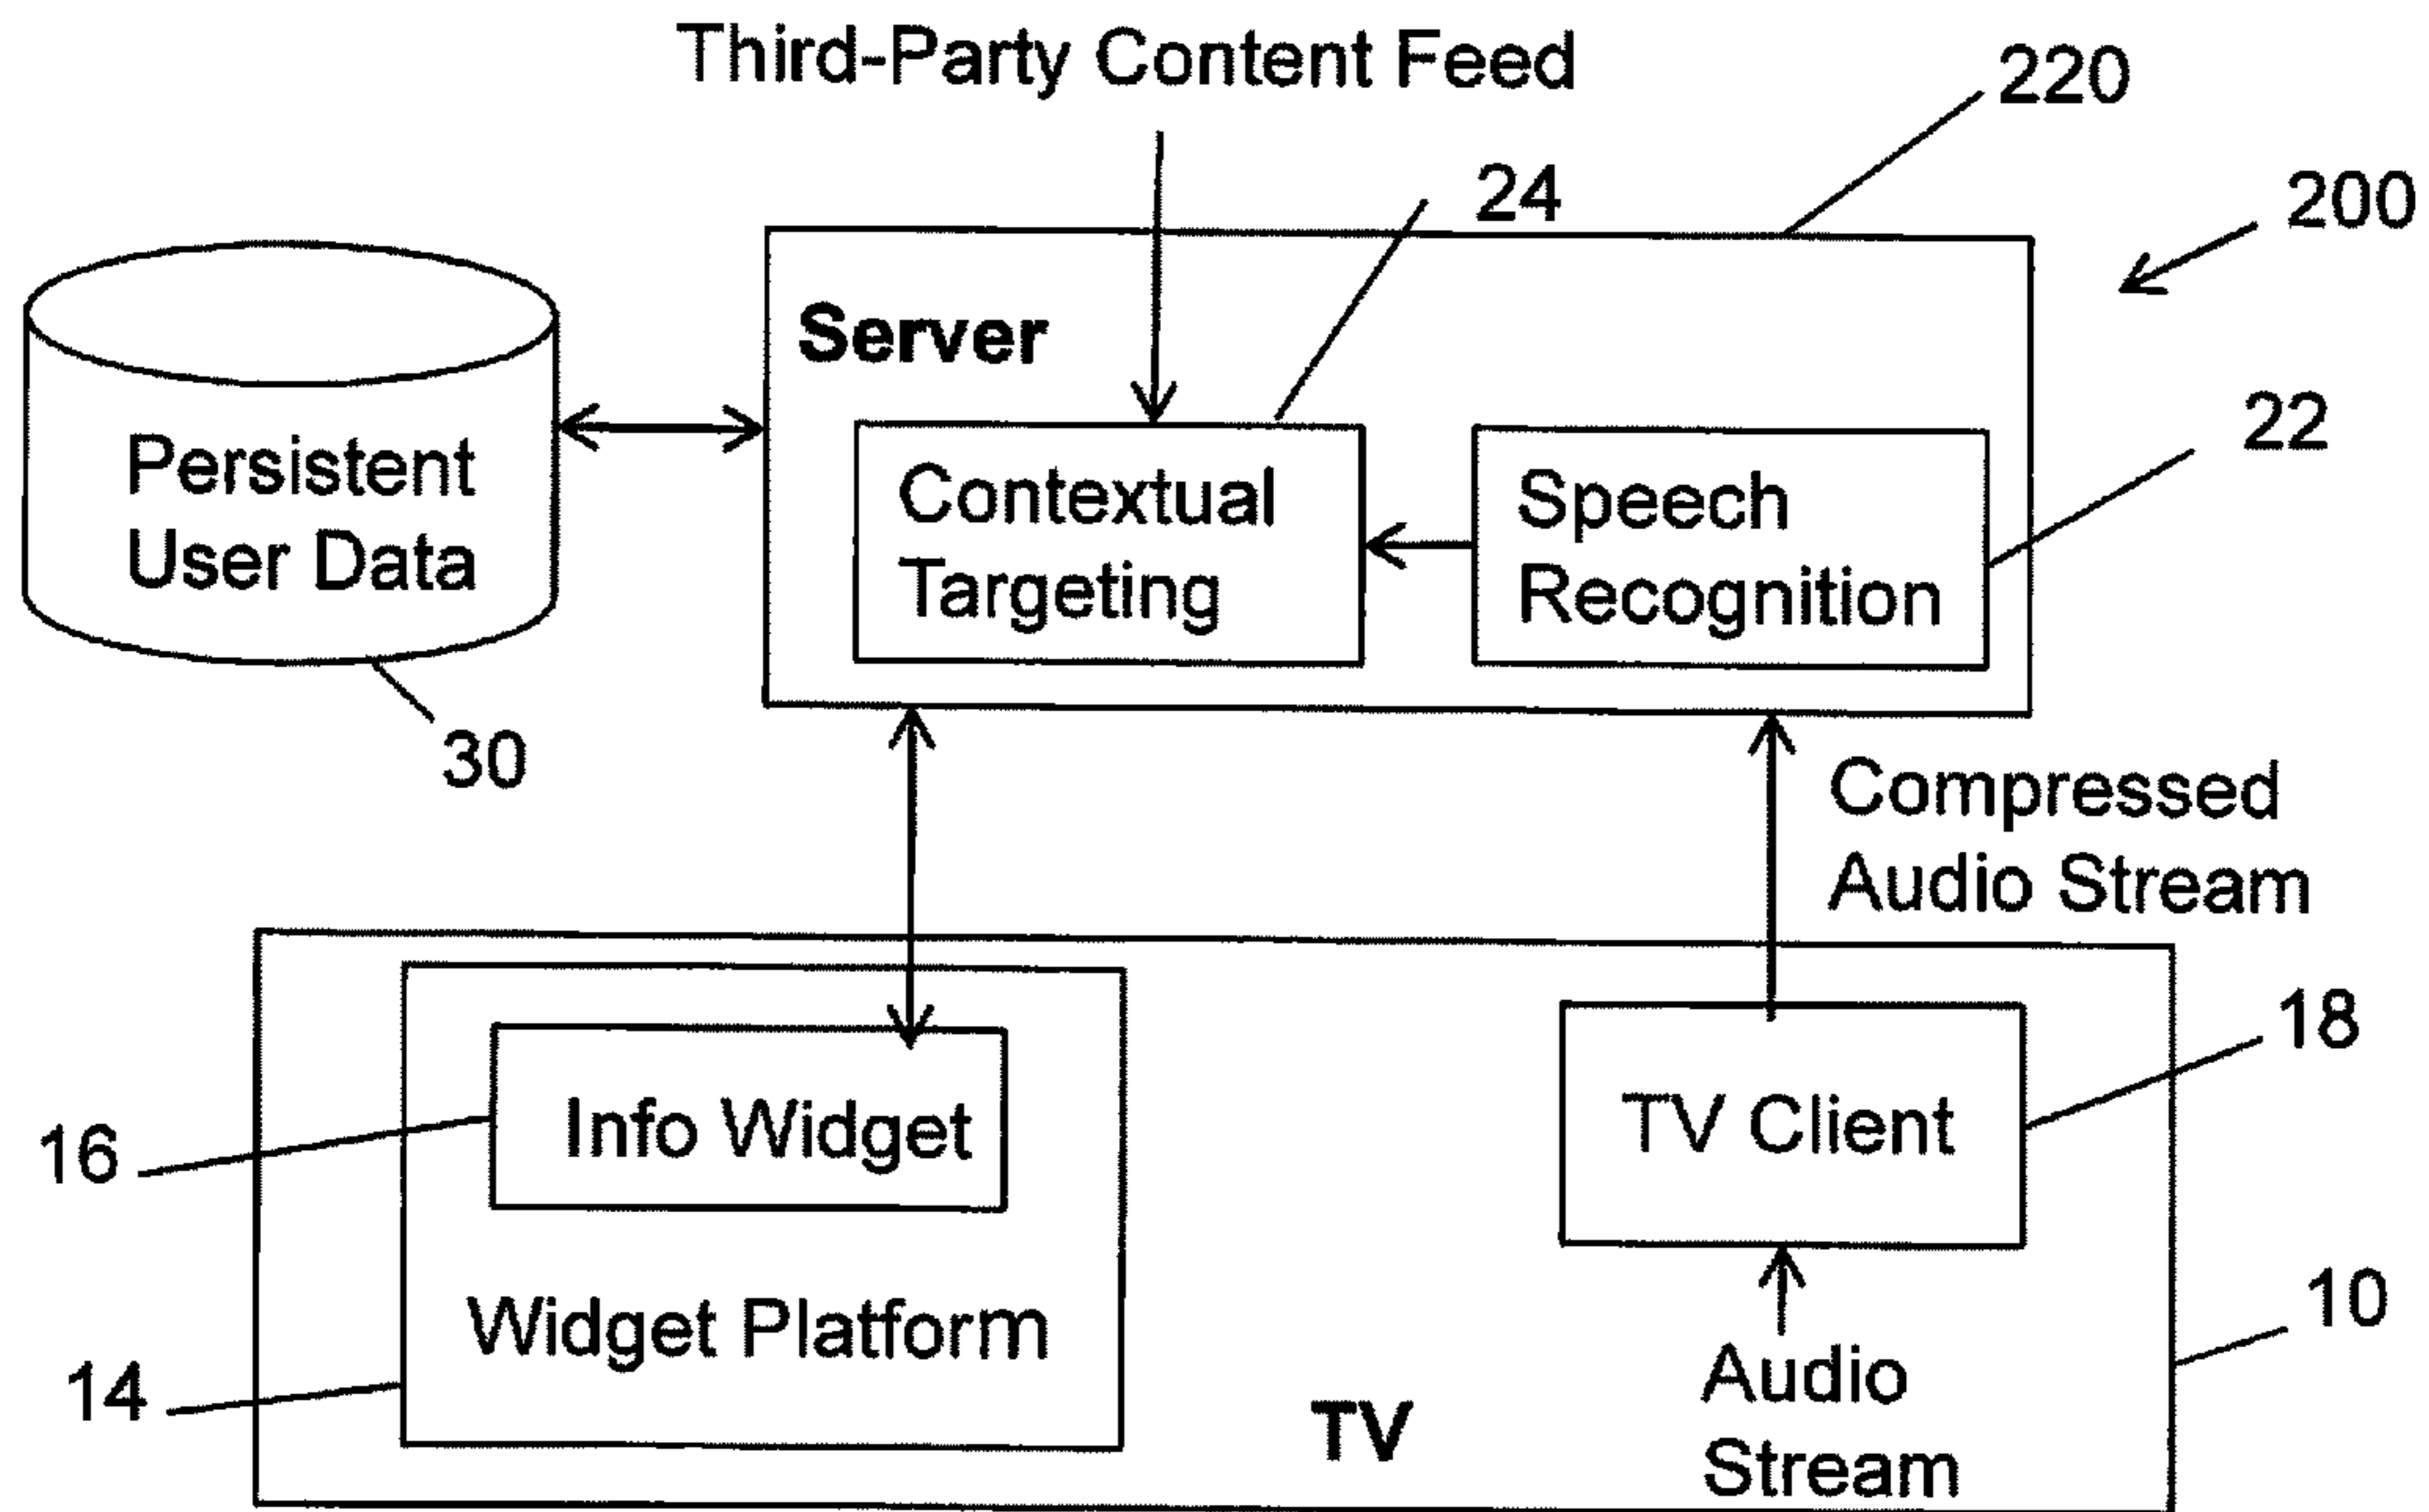 Third-Party Content Feed
220
24
200
Server
22
Persistent
User Data
Contextual
Targeting
Speech
Recognition
30
Compressed
Audio Stream
18
Info Widget
TV Client
16
Widget Platform
10
14
TV
Audio
Stream